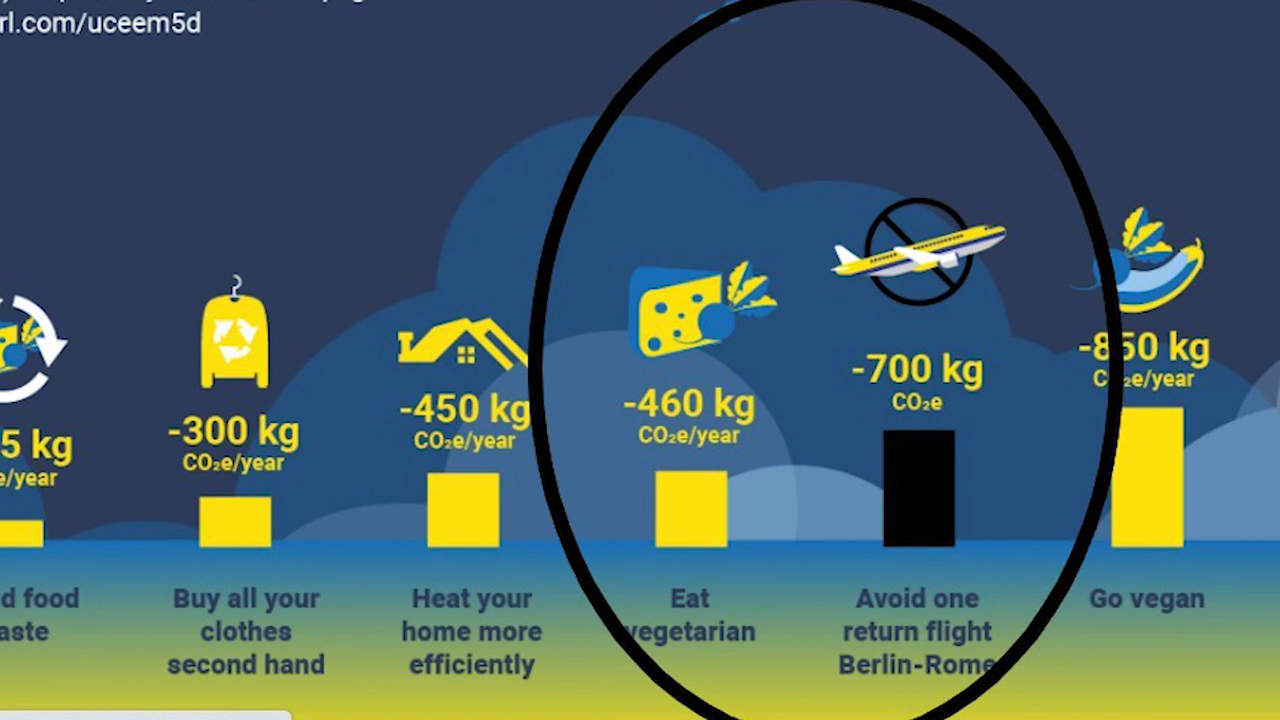 rl.com/uceem5d
5 kg
e/year
-300 kg
CO₂e/year
-450 kg
CO₂e/year
-460 kg
CO₂e/year
-700 kg
CO₂e
-850 kg
CO₂e/year
d food
aste
Buy all your
clothes
second hand
Heat your
home more
efficiently
Eat
vegetarian
Avoid one
return flight
Berlin-Rome
Go vegan